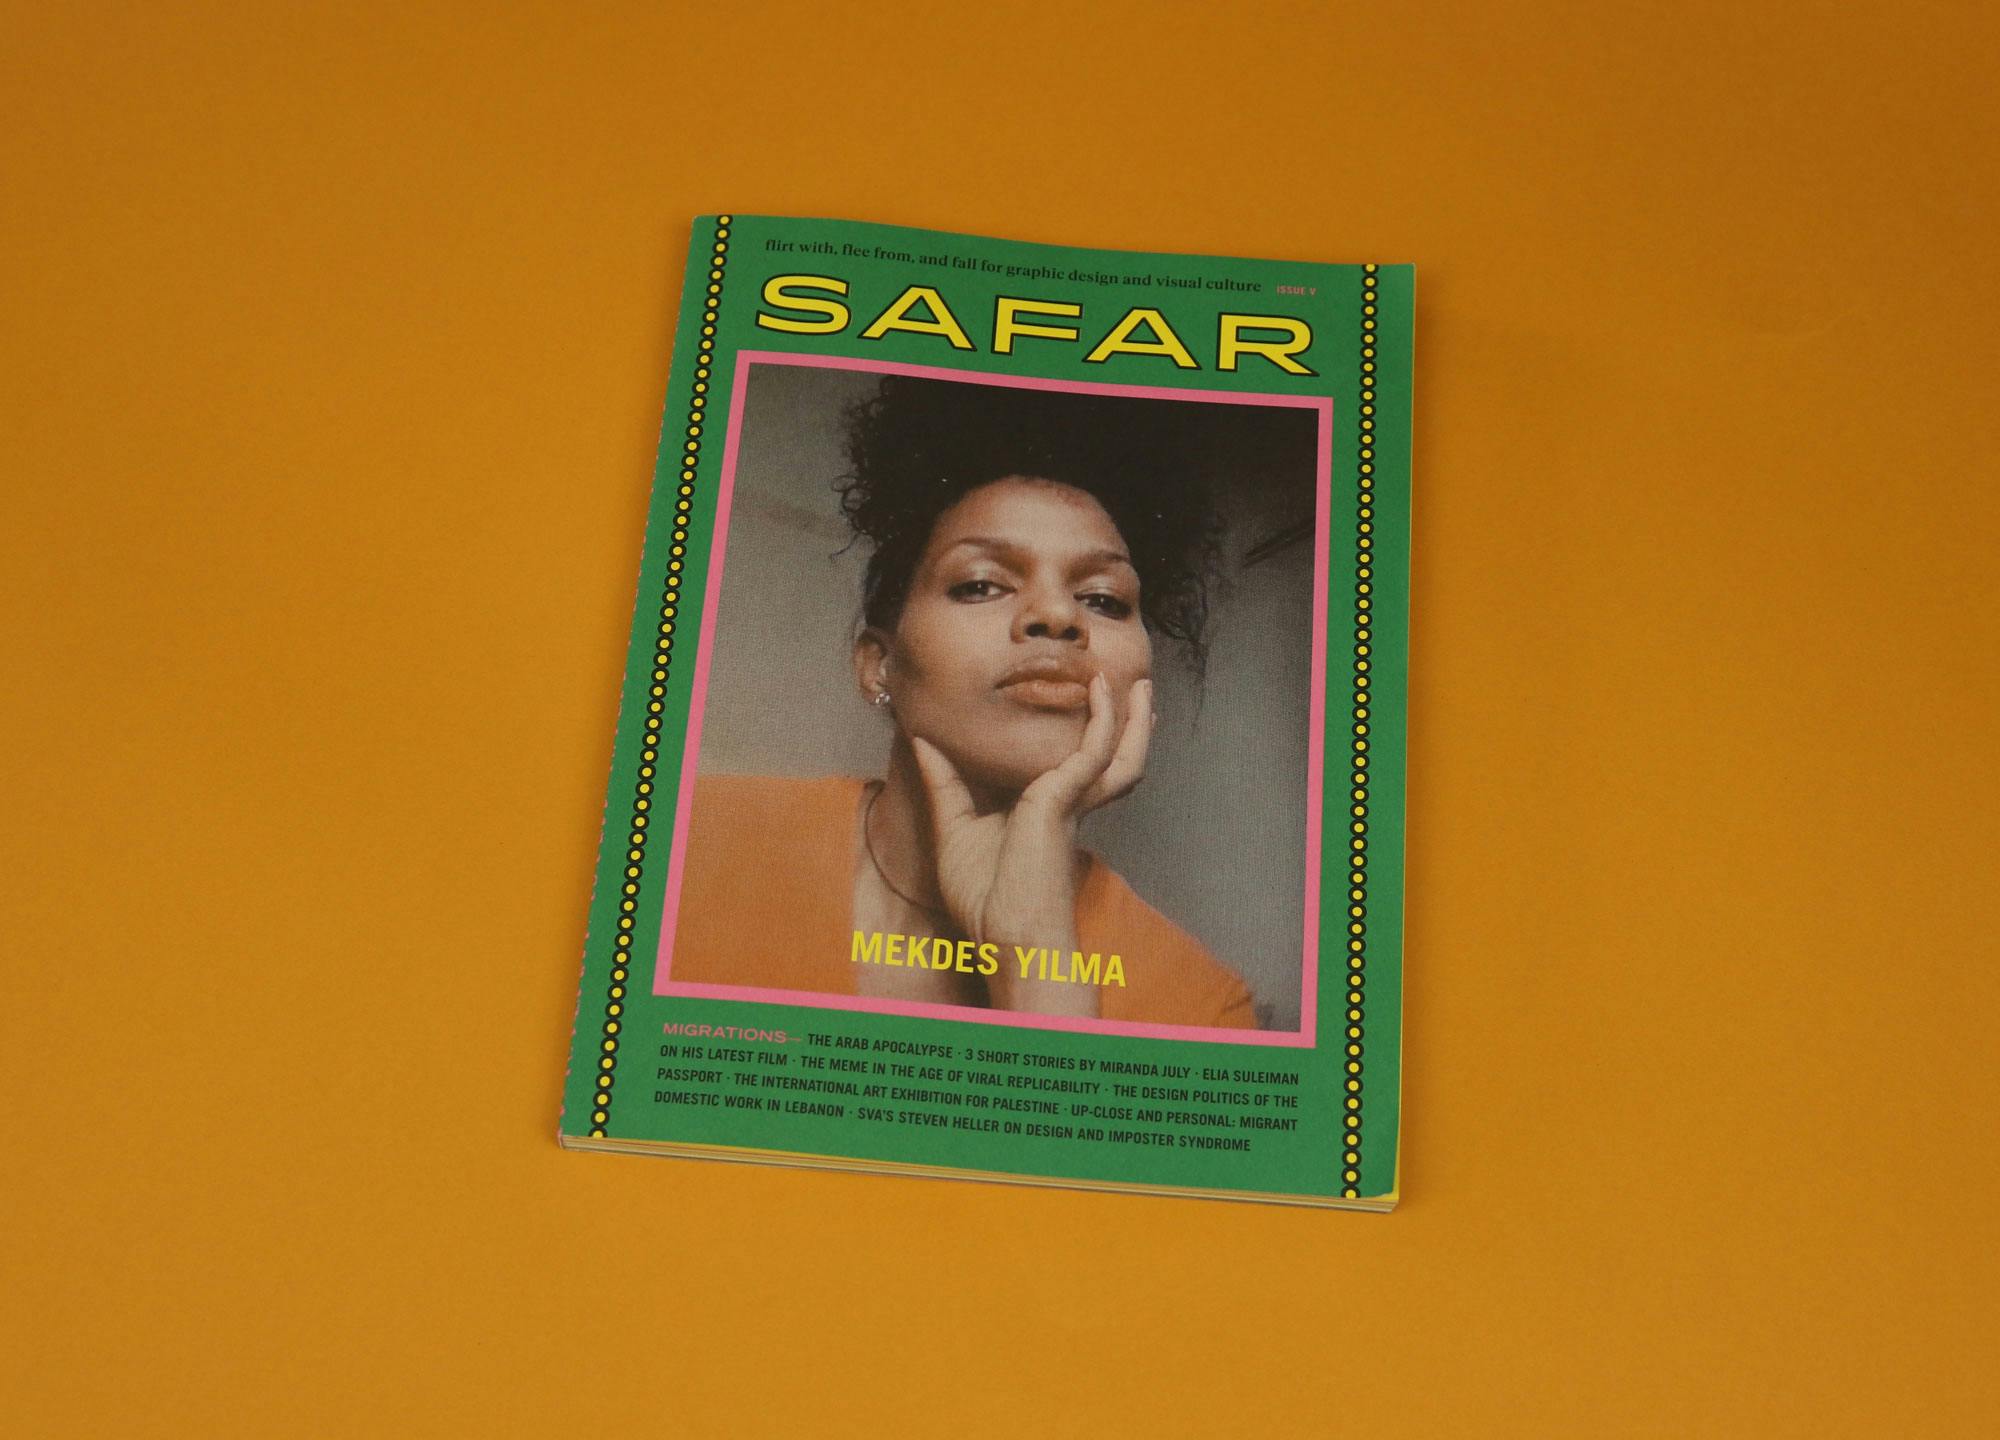 flirt with, flee from, and fall for graphic design and visual culture ISSUE V
SAFAR
MEKDES YILMA
MIGRATIONS— THE ARAB APOCALYPSE · 3 SHORT STORIES BY MIRANDA JULY · ELIA SULEIMAN
ON HIS LATEST FILM · THE MEME IN THE AGE OF VIRAL REPLICABILITY · THE DESIGN POLITICS OF THE
PASSPORT · THE INTERNATIONAL ART EXHIBITION FOR PALESTINE · UP-CLOSE AND PERSONAL: MIGRANT
DOMESTIC WORK IN LEBANON · SVA'S STEVEN HELLER ON DESIGN AND IMPOSTER SYNDROME